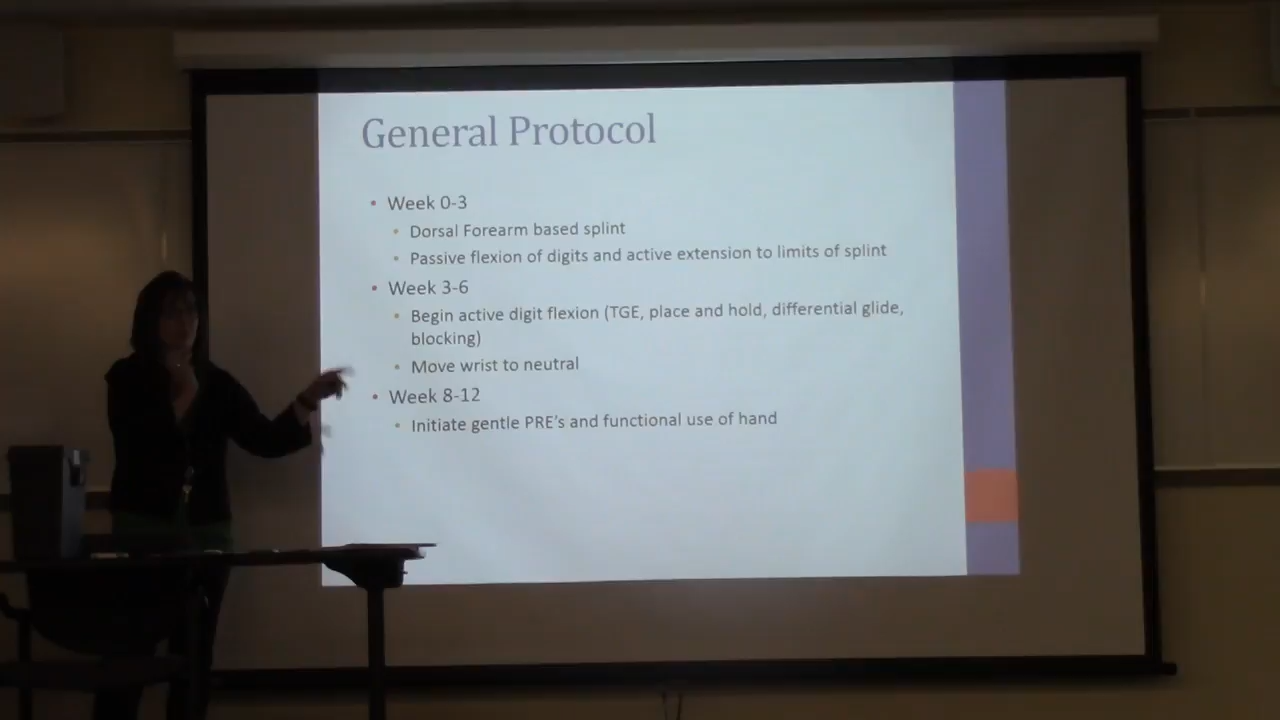 General Protocol
• Week 0-3
• Dorsal Forearm based splint
• Passive flexion of digits and active extension to limits of splint
• Week 3-6
• Begin active digit flexion (TGE, place and hold, differential glide,
blocking)
• Move wrist to neutral
• Week 8-12
• Initiate gentle PRE's and functional use of hand